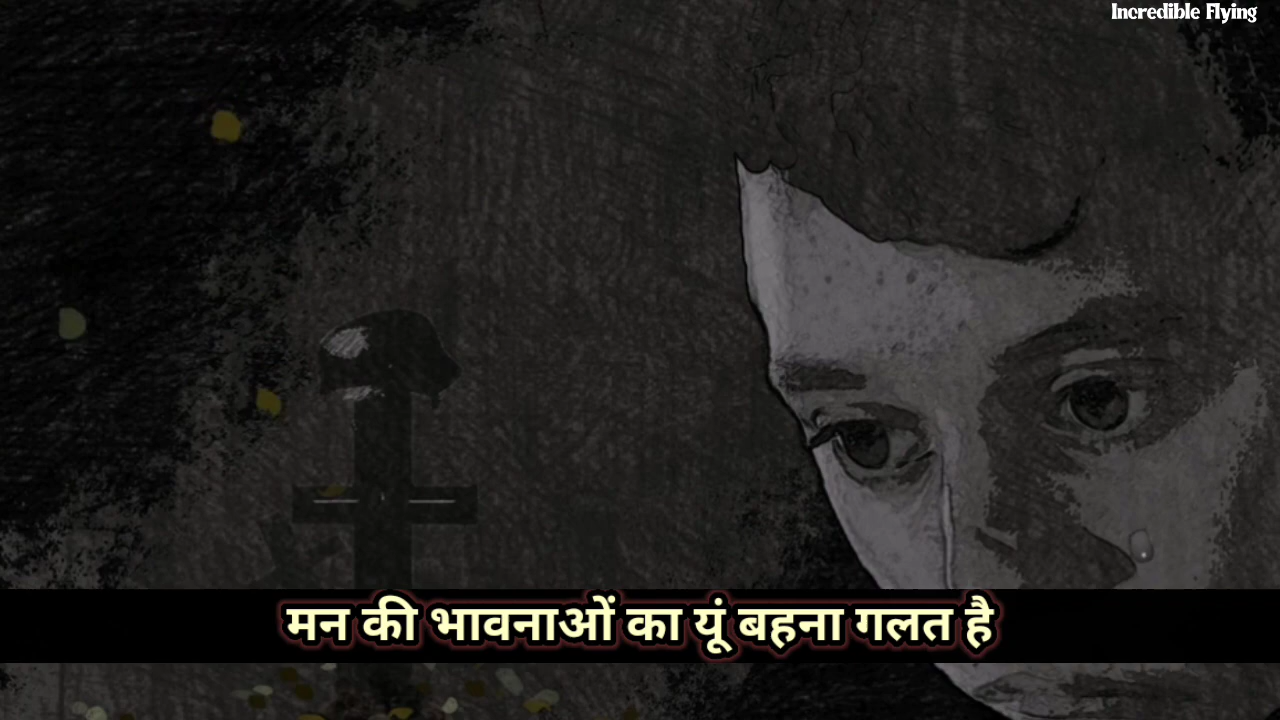 Incredible Flying
मन की भावनाओं का यूं बहना गलत है